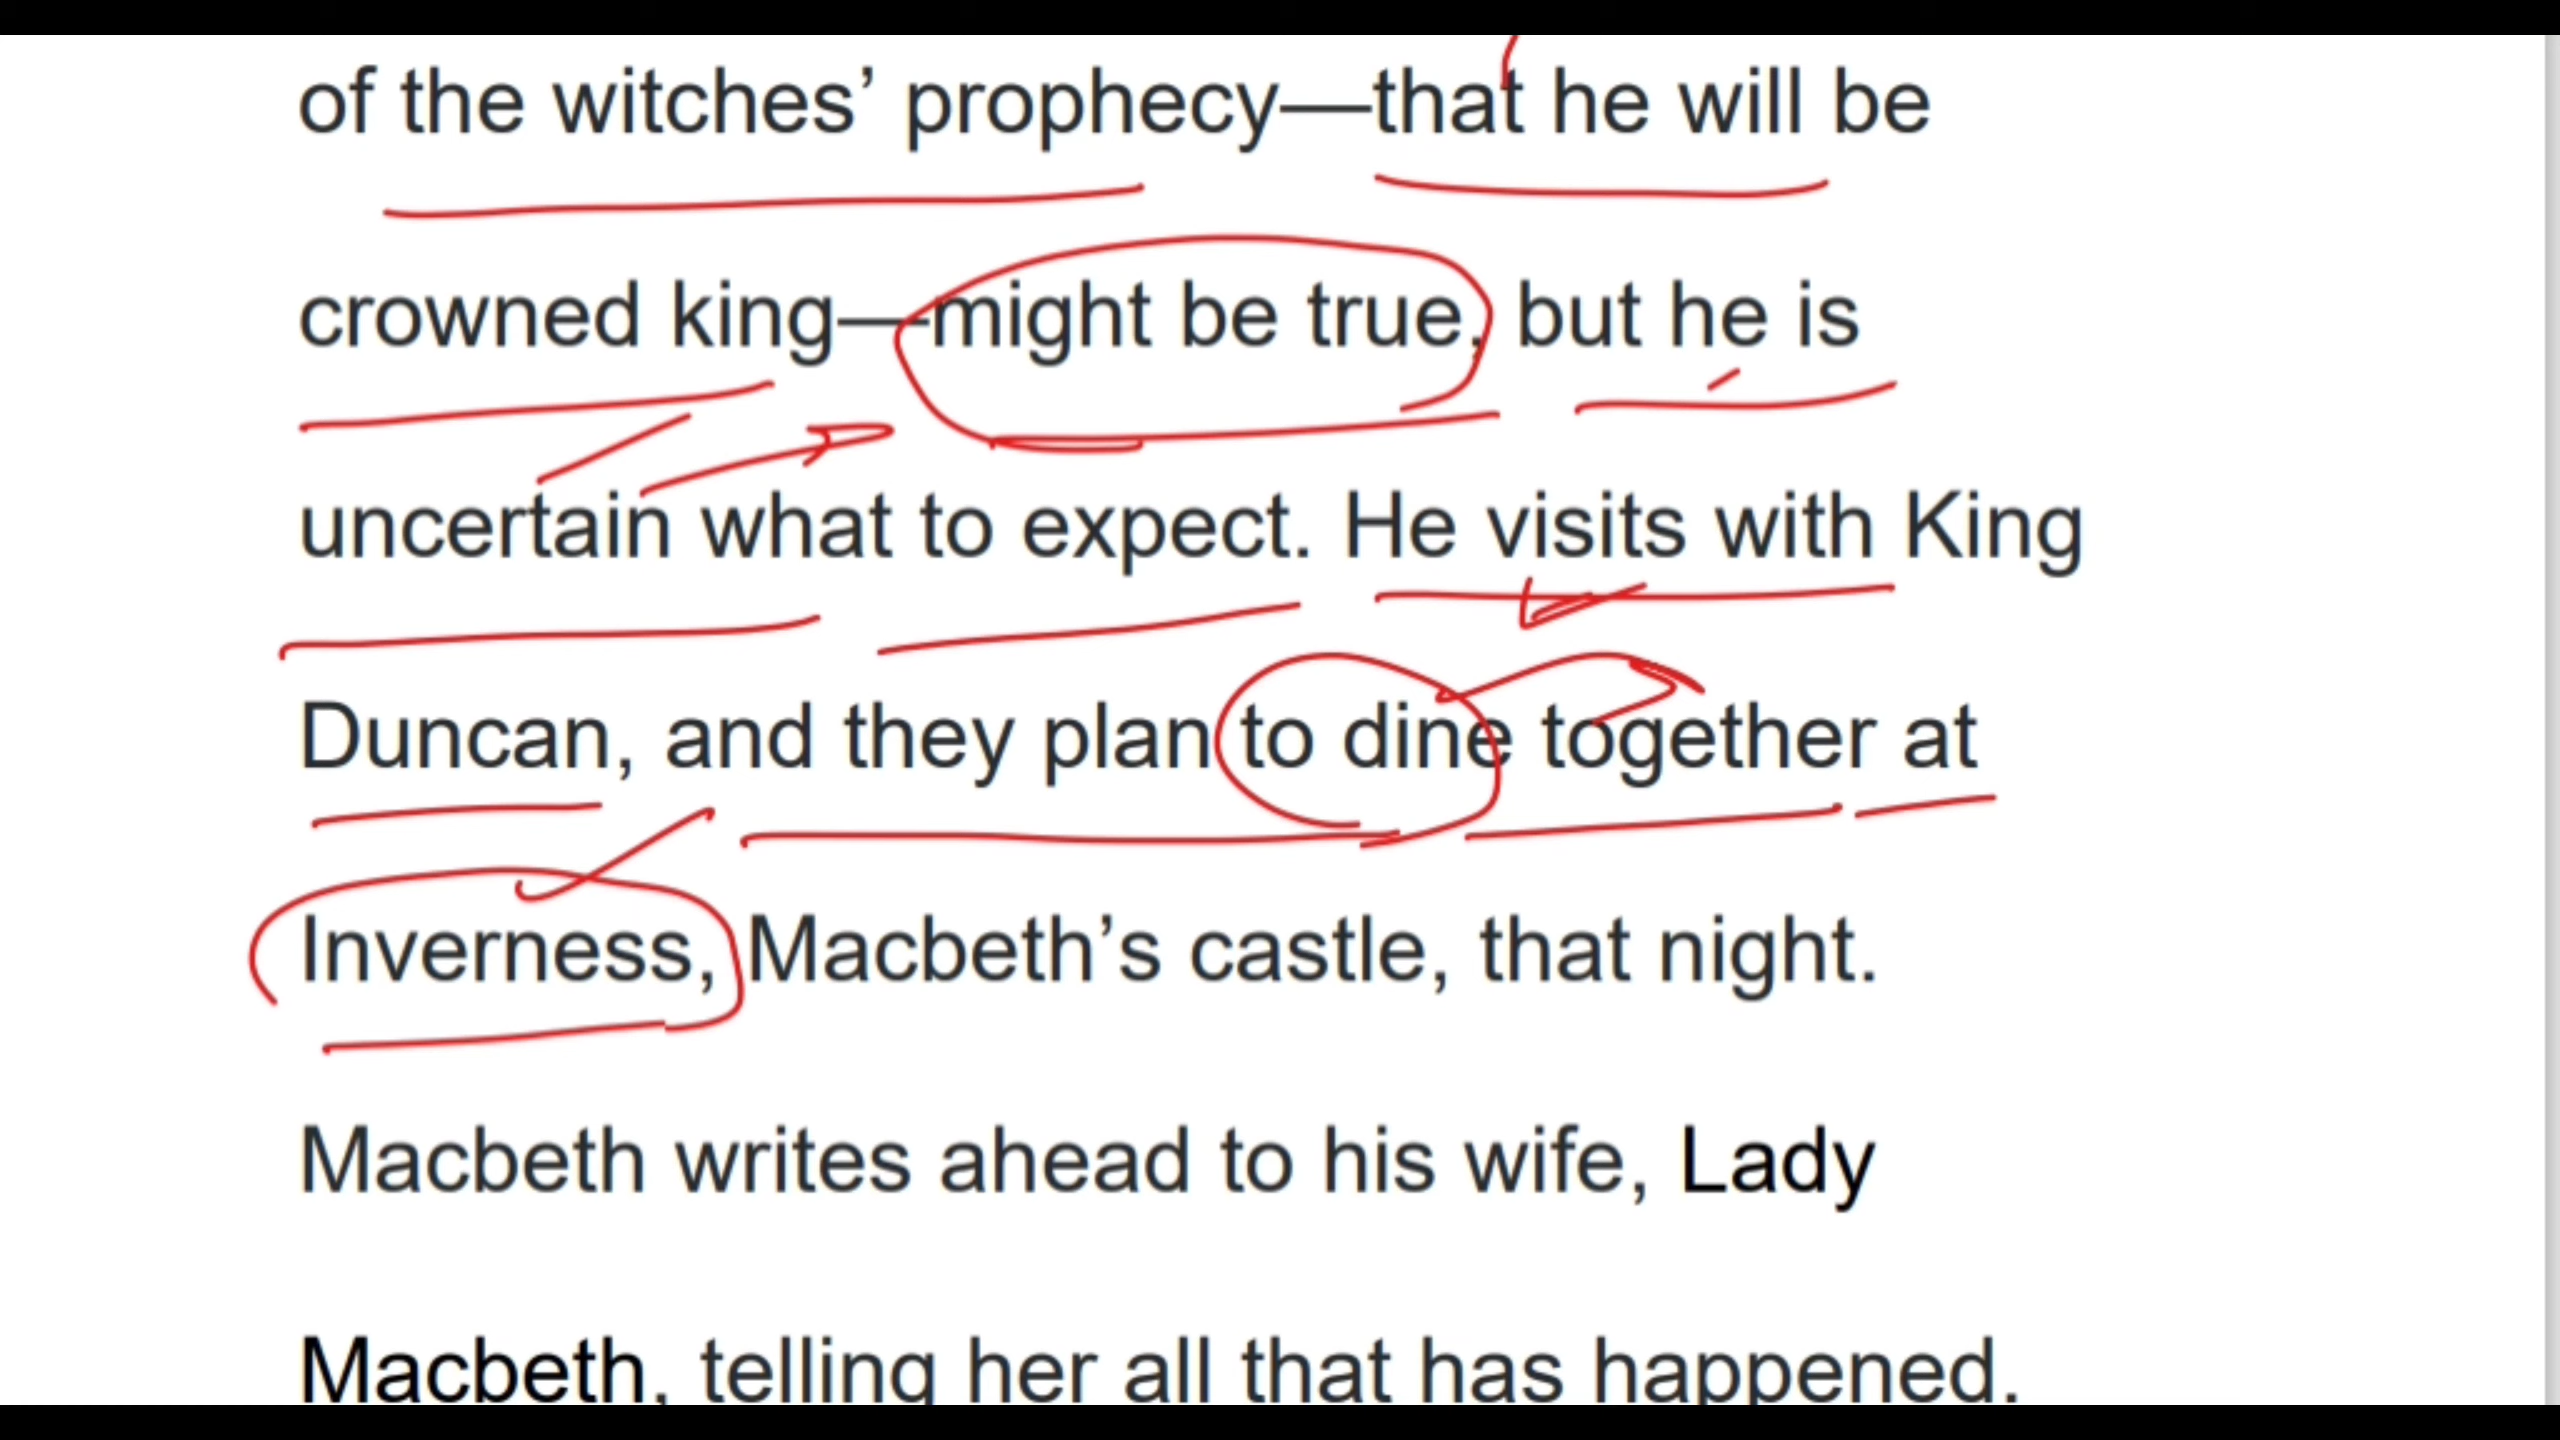 of the witches’ prophecy—that he will be
crowned king—might be true, but he is
uncertain what to expect. He visits with King
Duncan, and they plan to dine together at
Inverness, Macbeth’s castle, that night.
Macbeth writes ahead to his wife, Lady
Macbeth, telling her all that has happened.